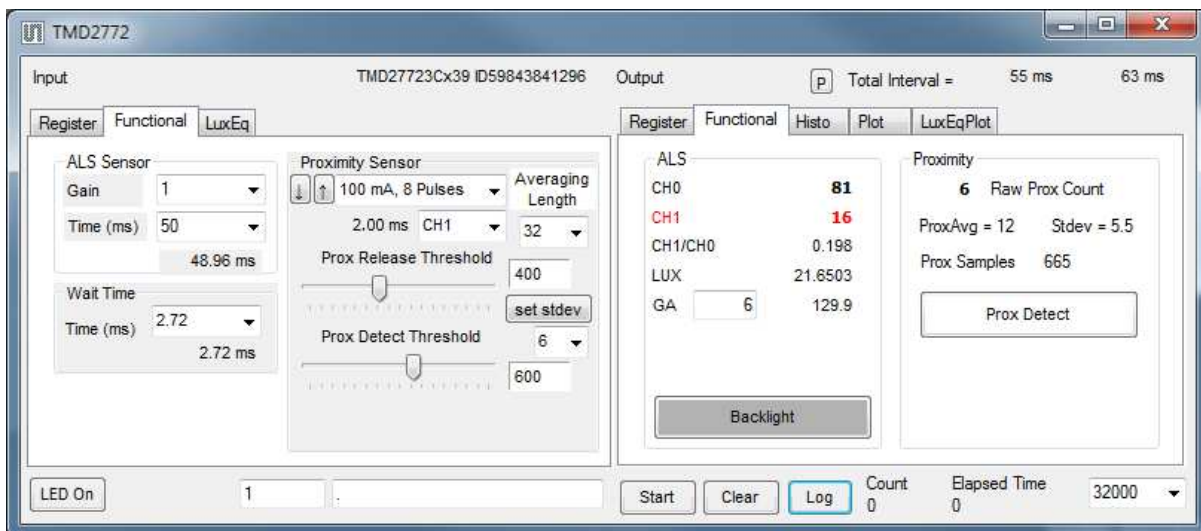 TMD2772
Input
TMD27723Cx39 ID59843841296
Register Functional LuxEq
ALS Sensor
Gain 1
Time (ms) 50
48.96 ms
Wait Time
Time (ms) 2.72
2.72 ms
Proximity Sensor
↓ ↑ 100 mA, 8 Pulses
2.00 ms CH1
Averaging
Length
32
Prox Release Threshold
400
set stdev
Prox Detect Threshold
6
600
LED On 1 .
Output P Total Interval = 55 ms 63 ms
Register Functional Histo Plot LuxEqPlot
ALS
CH0 81
CH1 16
CH1/CH0 0.198
LUX 21.6503
GA 6 129.9
Backlight
Proximity
6 Raw Prox Count
ProxAvg = 12 Stdev = 5.5
Prox Samples 665
Prox Detect
Start Clear Log
Count
0
Elapsed Time
0
32000